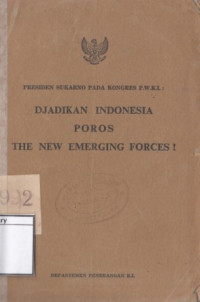 PRESIDEN SUKARNO PADA KONGRES P.W.R.I.:
DJADIKAN INDONESIA
POROS
THE NEW EMERGING FORCES !
DEPARTEMEN PENERANGAN R.I.